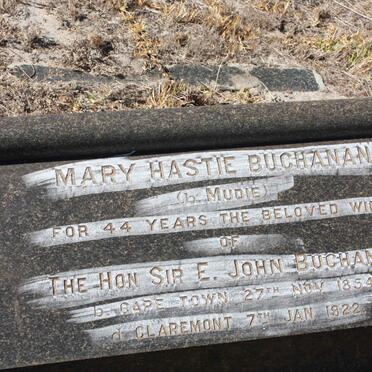 MARY HASTIE BUCHANAN
(b. MUDIE)
FOR 44 YEARS THE BELOVED WI
OF
THE HON SIR E. JOHN BUCHAN
b. CAPE TOWN 27TH NOV 1854
d. CLAREMONT 7TH JAN 1922